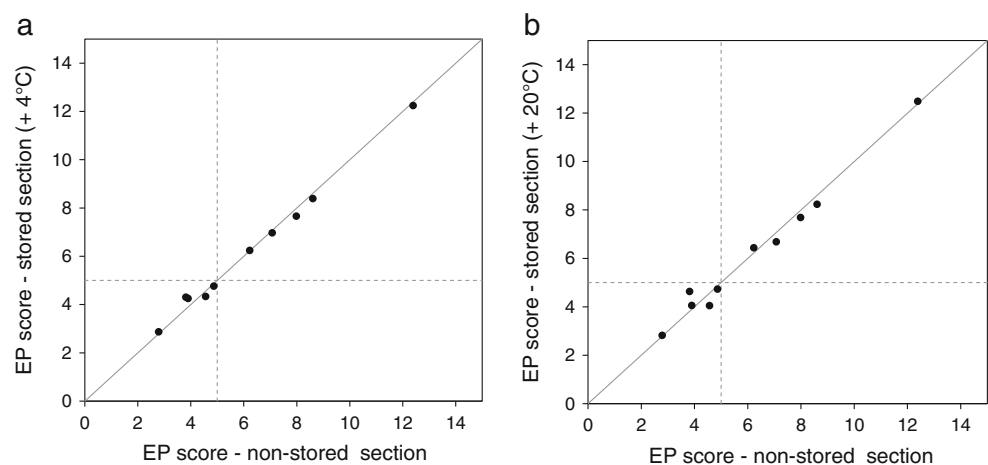 a
EP score - stored section (+ 4°C)
14
12
10
8
6
4
2
0
0 2 4 6 8 10 12 14
EP score - non-stored section
b
EP score - stored section (+ 20°C)
14
12
10
8
6
4
2
0
0 2 4 6 8 10 12 14
EP score - non-stored section